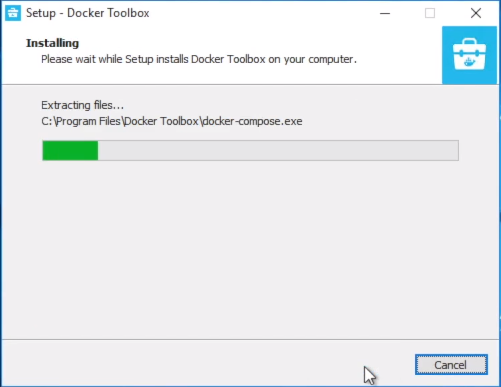 Setup - Docker Toolbox
Installing
Please wait while Setup installs Docker Toolbox on your computer.
Extracting files...
C:\Program Files\Docker Toolbox\docker-compose.exe
Cancel